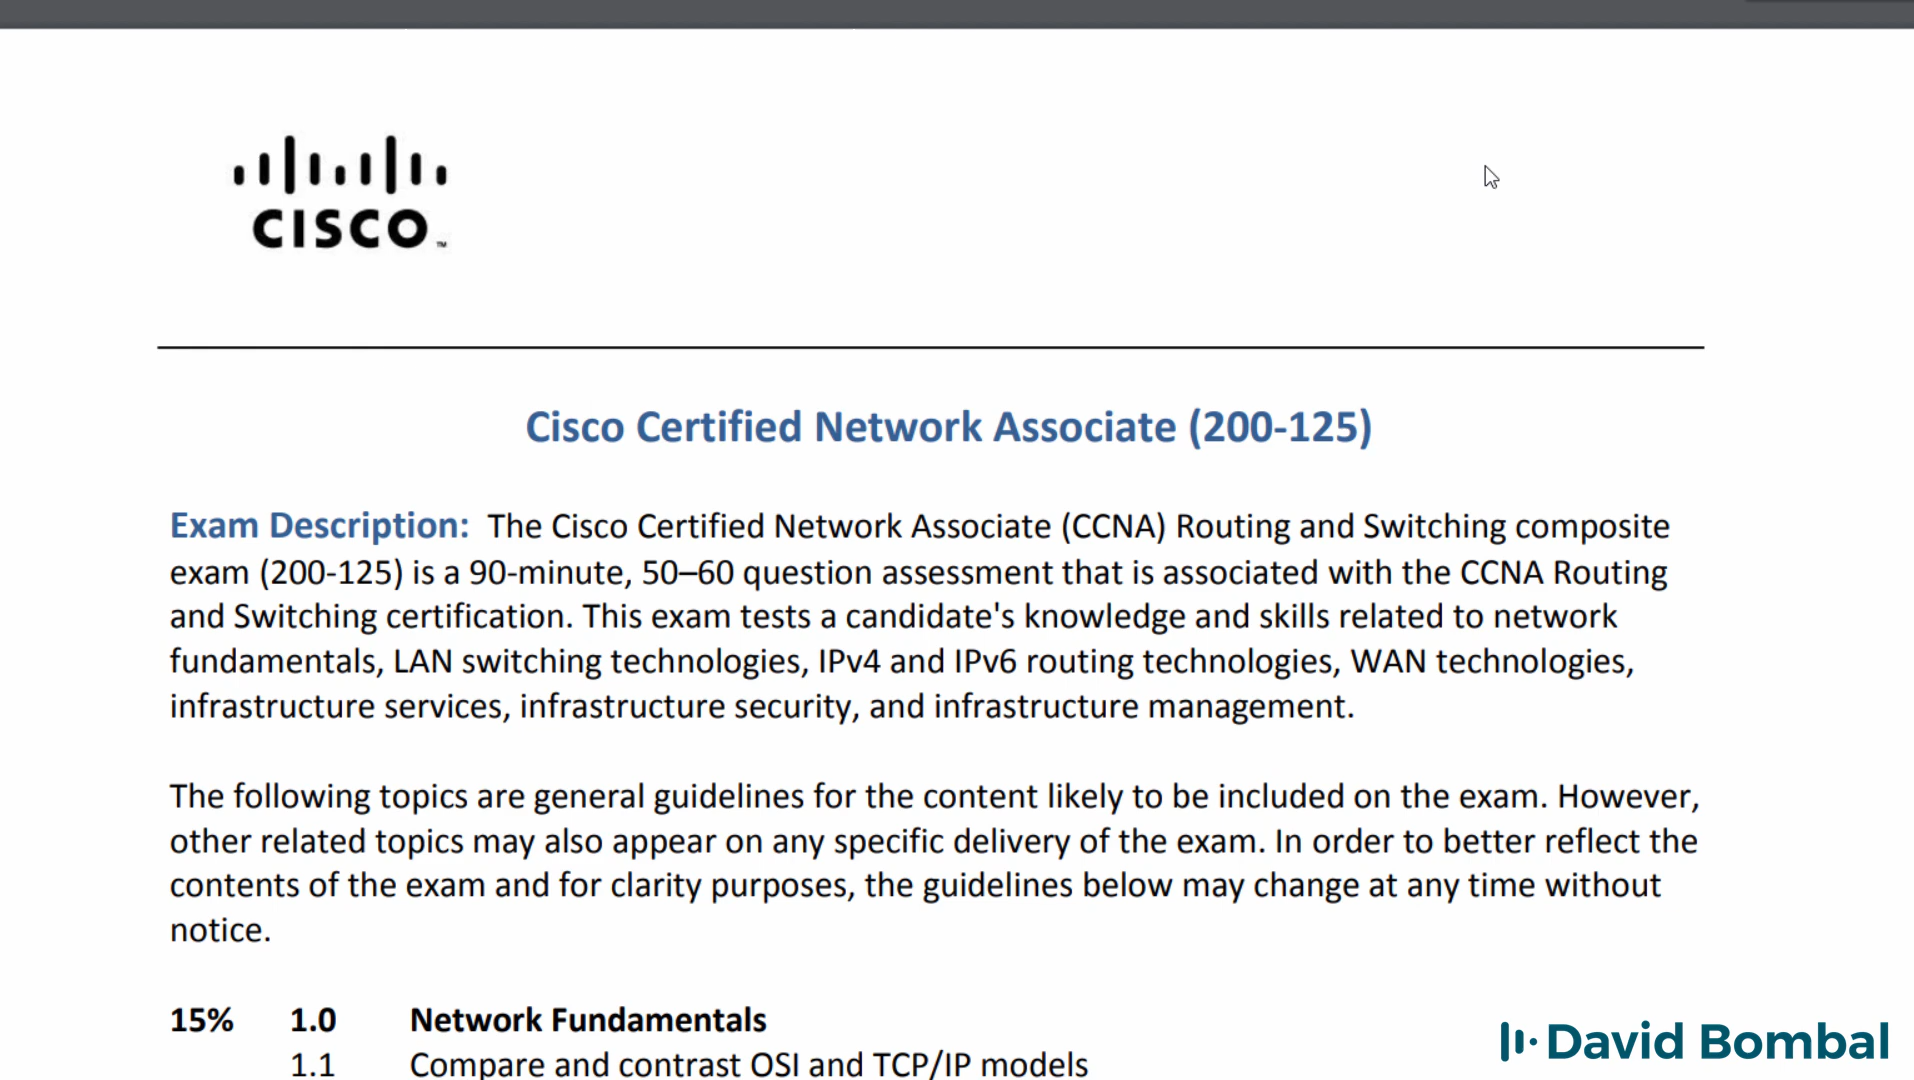 CISCO™
Cisco Certified Network Associate (200-125)
Exam Description: The Cisco Certified Network Associate (CCNA) Routing and Switching composite
exam (200-125) is a 90-minute, 50–60 question assessment that is associated with the CCNA Routing
and Switching certification. This exam tests a candidate's knowledge and skills related to network
fundamentals, LAN switching technologies, IPv4 and IPv6 routing technologies, WAN technologies,
infrastructure services, infrastructure security, and infrastructure management.
The following topics are general guidelines for the content likely to be included on the exam. However,
other related topics may also appear on any specific delivery of the exam. In order to better reflect the
contents of the exam and for clarity purposes, the guidelines below may change at any time without
notice.
15% 1.0 Network Fundamentals
1.1 Compare and contrast OSI and TCP/IP models
David Bombal